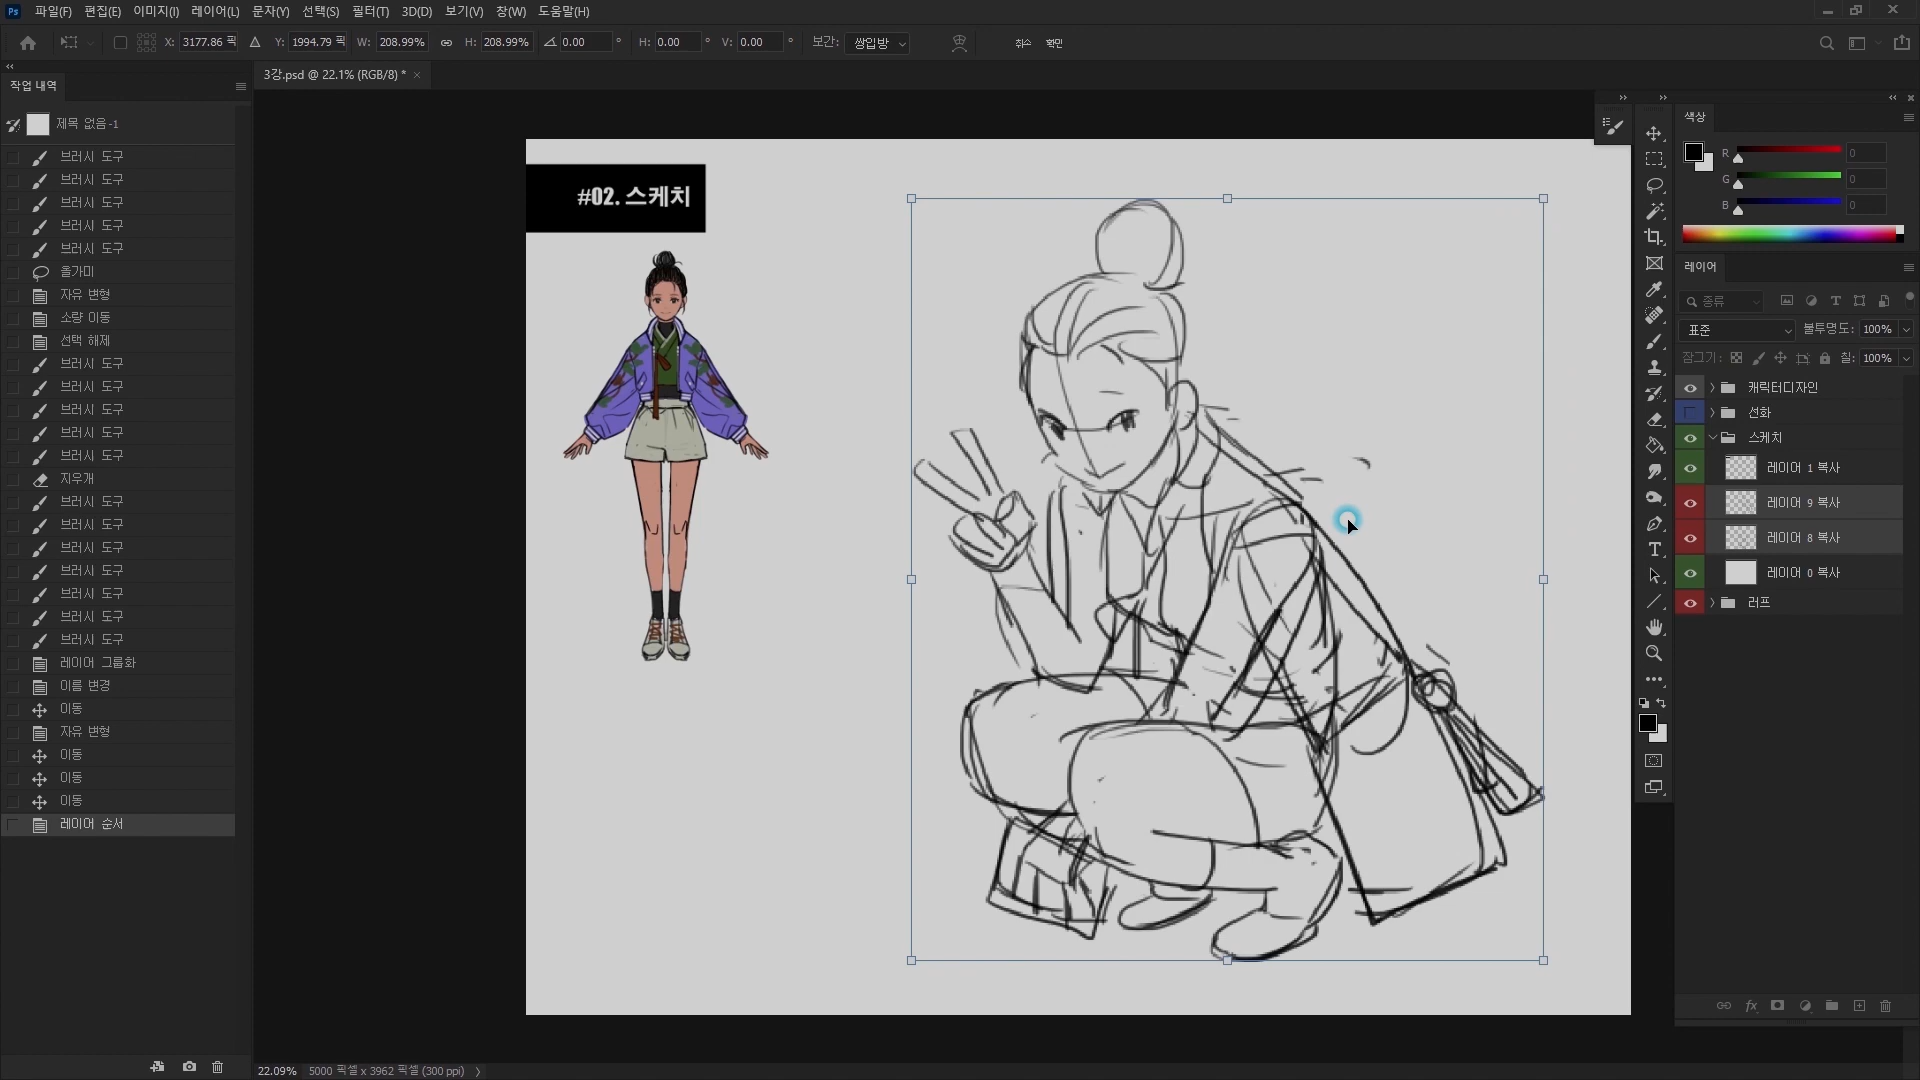 Ps 파일(F) 편집(E) 이미지(I) 레이어(L) 문자(Y) 선택(S) 필터(T) 3D(D) 보기(V) 창(W) 도움말(H)
X: 3177.86 픽 Y: 1994.79 픽 W: 208.99% H: 208.99% 0.00 ° H: 0.00 ° V: 0.00 ° 보간: 쌍입방 취소 확인
3강.psd @ 22.1% (RGB/8) * ×
작업 내역
제목 없음-1
브러시 도구
브러시 도구
브러시 도구
브러시 도구
브러시 도구
올가미
자유 변형
소량 이동
선택 해제
브러시 도구
브러시 도구
브러시 도구
브러시 도구
브러시 도구
지우개
브러시 도구
브러시 도구
브러시 도구
브러시 도구
브러시 도구
브러시 도구
브러시 도구
레이어 그룹화
이름 변경
이동
자유 변형
이동
이동
이동
레이어 순서
#02. 스케치
색상
R 0
G 0
B 0
레이어
종류
표준 불투명도: 100%
잠그기: 칠: 100%
캐릭터디자인
선화
스케치
레이어 1 복사
레이어 9 복사
레이어 8 복사
레이어 0 복사
러프
22.09% 5000 픽셀 x 3962 픽셀 (300 ppi)